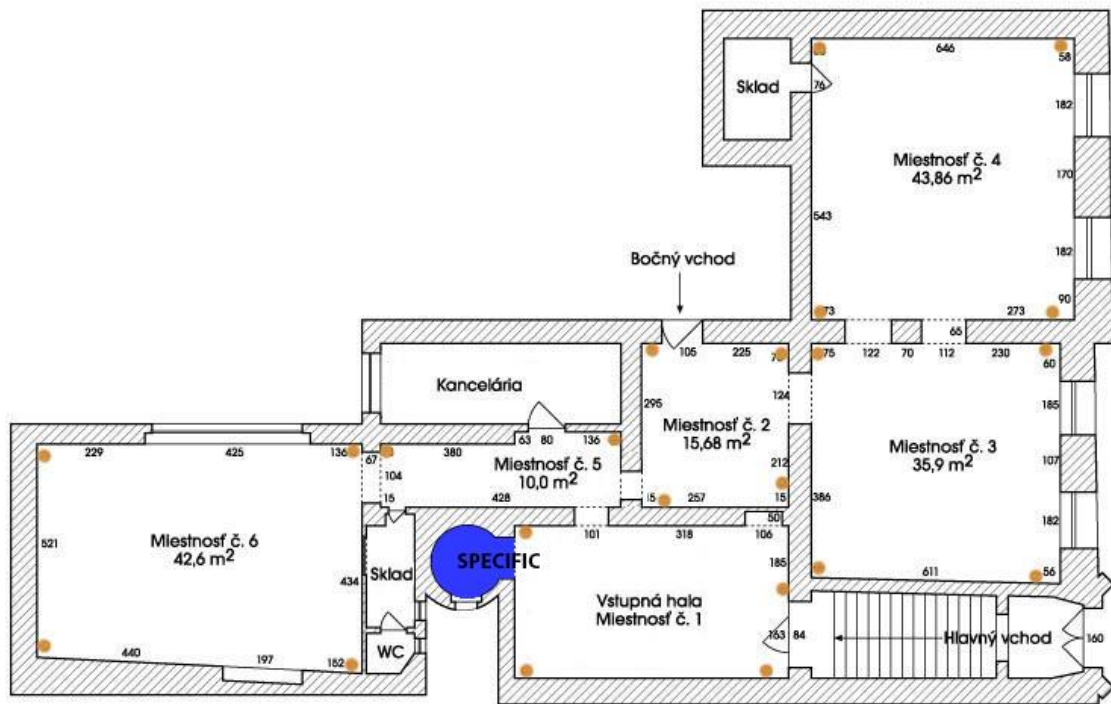 646
58
Sklad
76
182
Miestnosť č. 4
43,86 m²
170
543
182
Bočný vchod
90
73
273
65
105
225
75
122
70
112
230
60
Kancelária
295
124
185
Miestnosť č. 2
15,68 m²
Miestnosť č. 3
35,9 m²
107
229
425
136
67
380
63
80
136
104
Miestnosť č. 5
10,0 m²
212
15
428
15
257
15
386
182
50
101
318
106
521
Miestnosť č. 6
42,6 m²
SPECIFIC
434
Sklad
185
611
56
Vstupná hala
Miestnosť č. 1
163
84
Hlavný vchod
160
WC
440
197
152